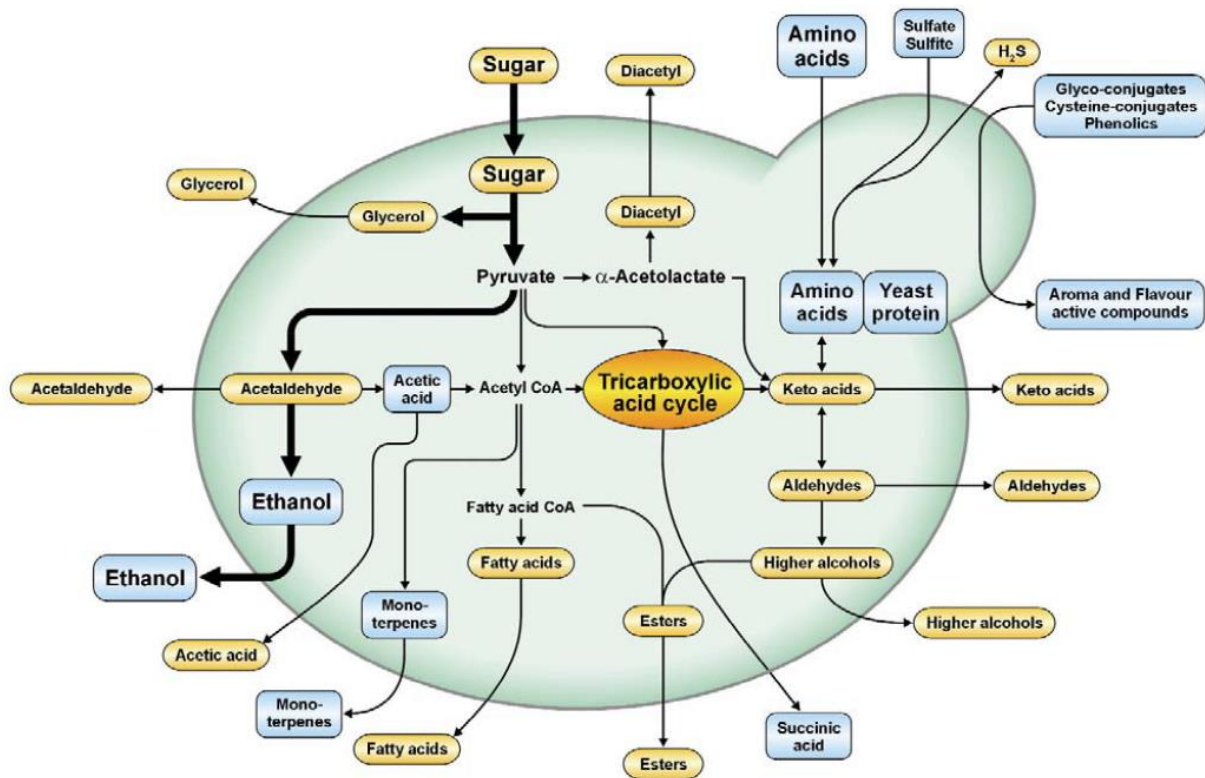 Sugar
Diacetyl
Amino
acids
Sulfate
Sulfite
H₂S
Glyco-conjugates
Cysteine-conjugates
Phenolics
Sugar
Glycerol
Glycerol
Diacetyl
Pyruvate
α-Acetolactate
Amino
acids
Yeast
protein
Aroma and Flavour
active compounds
Acetaldehyde
Acetaldehyde
Acetic
acid
Acetyl CoA
Tricarboxylic
acid cycle
Keto acids
Keto acids
Ethanol
Fatty acid CoA
Aldehydes
Aldehydes
Ethanol
Fatty acids
Higher alcohols
Mono-
terpenes
Esters
Higher alcohols
Acetic acid
Mono-
terpenes
Fatty acids
Esters
Succinic
acid